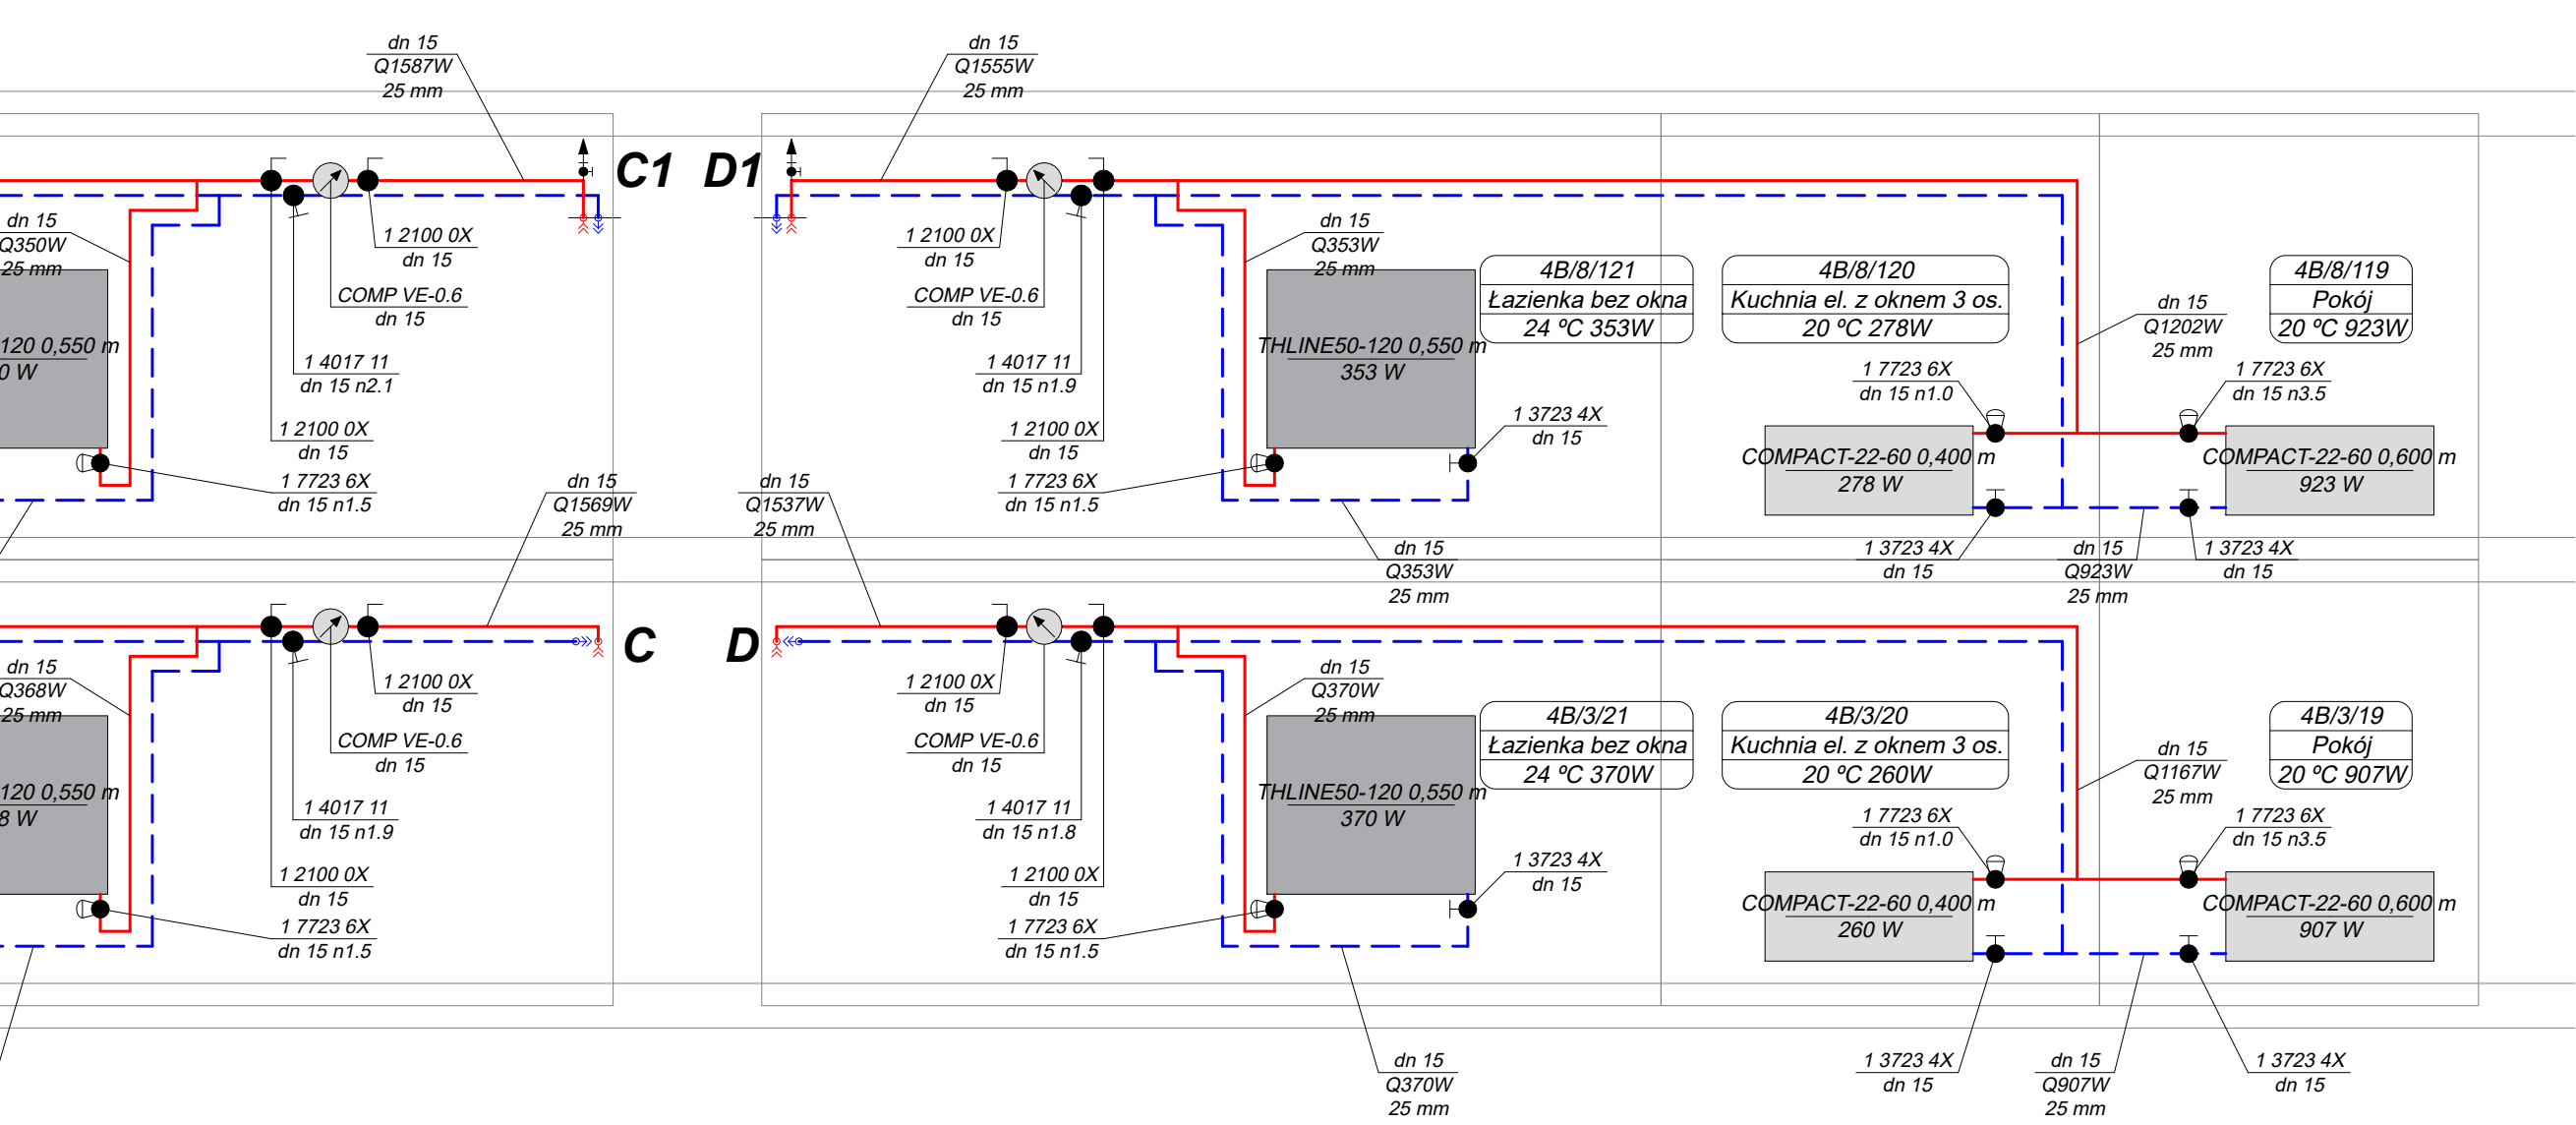 dn 15
Q1587W
25 mm
dn 15
Q1555W
25 mm
C1
D1
dn 15
Q350W
25 mm
1 2100 0X
dn 15
COMP VE-0.6
dn 15
1 4017 11
dn 15 n2.1
1 2100 0X
dn 15
1 7723 6X
dn 15 n1.5
120 0,550 m
0 W
1 2100 0X
dn 15
COMP VE-0.6
dn 15
1 4017 11
dn 15 n1.9
1 2100 0X
dn 15
1 7723 6X
dn 15 n1.5
dn 15
Q353W
25 mm
THLINE50-120 0,550 m
353 W
4B/8/121
Łazienka bez okna
24 ºC 353W
4B/8/120
Kuchnia el. z oknem 3 os.
20 ºC 278W
4B/8/119
Pokój
20 ºC 923W
dn 15
Q1202W
25 mm
1 7723 6X
dn 15 n1.0
1 7723 6X
dn 15 n3.5
1 3723 4X
dn 15
COMPACT-22-60 0,400 m
278 W
COMPACT-22-60 0,600 m
923 W
1 3723 4X
dn 15
dn 15
Q923W
25 mm
1 3723 4X
dn 15
dn 15
Q353W
25 mm
dn 15
Q1569W
25 mm
dn 15
Q1537W
25 mm
C
D
dn 15
Q368W
25 mm
1 2100 0X
dn 15
COMP VE-0.6
dn 15
1 4017 11
dn 15 n1.9
1 2100 0X
dn 15
1 7723 6X
dn 15 n1.5
120 0,550 m
8 W
1 2100 0X
dn 15
COMP VE-0.6
dn 15
1 4017 11
dn 15 n1.8
1 2100 0X
dn 15
1 7723 6X
dn 15 n1.5
dn 15
Q370W
25 mm
THLINE50-120 0,550 m
370 W
4B/3/21
Łazienka bez okna
24 ºC 370W
4B/3/20
Kuchnia el. z oknem 3 os.
20 ºC 260W
4B/3/19
Pokój
20 ºC 907W
dn 15
Q1167W
25 mm
1 7723 6X
dn 15 n1.0
1 7723 6X
dn 15 n3.5
1 3723 4X
dn 15
COMPACT-22-60 0,400 m
260 W
COMPACT-22-60 0,600 m
907 W
dn 15
Q370W
25 mm
1 3723 4X
dn 15
dn 15
Q907W
25 mm
1 3723 4X
dn 15